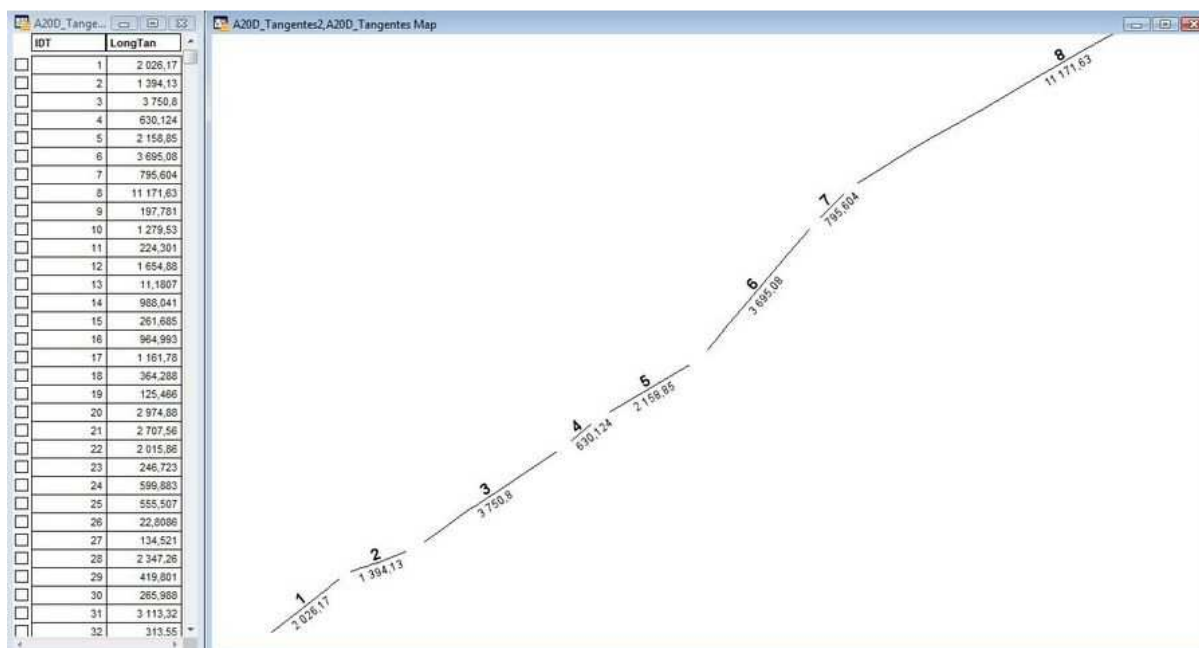 A20D_Tange...
IDT LongTan
1 2 026,17
2 1 394,13
3 3 750,8
4 630,124
5 2 158,85
6 3 695,08
7 795,604
8 11 171,63
9 197,781
10 1 279,53
11 224,301
12 1 654,88
13 11,1807
14 988,041
15 261,685
16 964,993
17 1 161,78
18 364,288
19 125,466
20 2 974,88
21 2 707,56
22 2 015,86
23 246,723
24 599,883
25 555,507
26 22,8086
27 134,521
28 2 347,26
29 419,801
30 265,988
31 3 113,32
32 313,55
A20D_Tangentes2,A20D_Tangentes Map
8
11 171,63
7
795,604
6
3 695,08
5
2 158,85
4
630,124
3
3 750,8
2
1 394,13
1
2 026,17